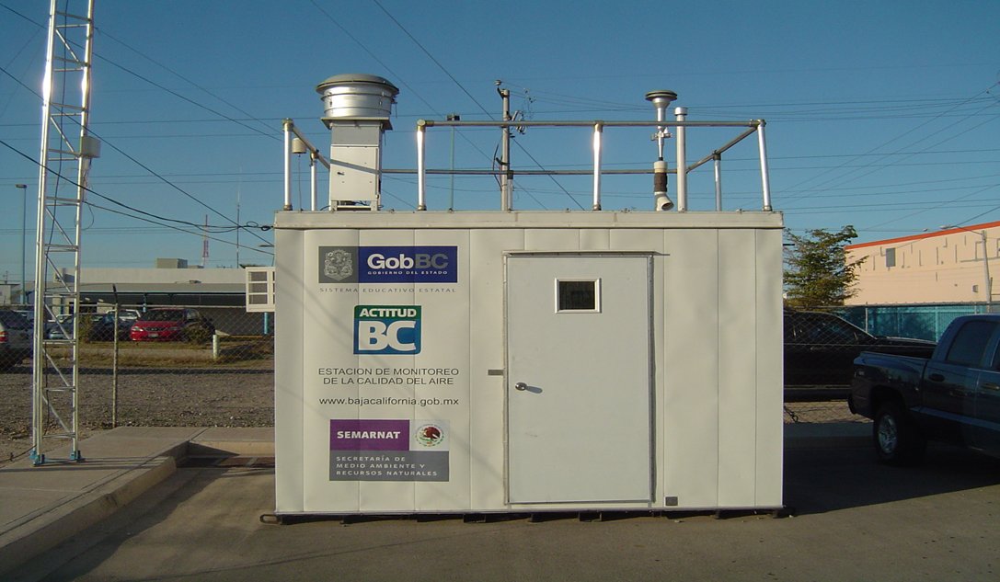 GobBC
GOBIERNO DEL ESTADO
SISTEMA EDUCATIVO ESTATAL
ACTITUD
BC
ESTACION DE MONITOREO
DE LA CALIDAD DEL AIRE
www.bajacalifornia.gob.mx
SEMARNAT
SECRETARÍA DE
MEDIO AMBIENTE Y
RECURSOS NATURALES